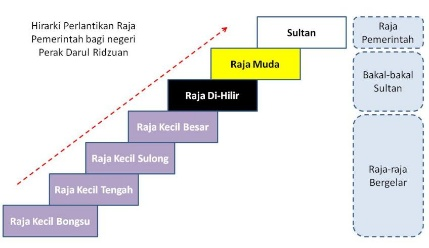 Hirarki Perlantikan Raja
Pemerintah bagi negeri
Perak Darul Ridzuan
Sultan
Raja
Pemerintah
Raja Muda
Bakal-bakal
Sultan
Raja Di-Hilir
Raja Kecil Besar
Raja Kecil Sulong
Raja-raja
Bergelar
Raja Kecil Tengah
Raja Kecil Bongsu